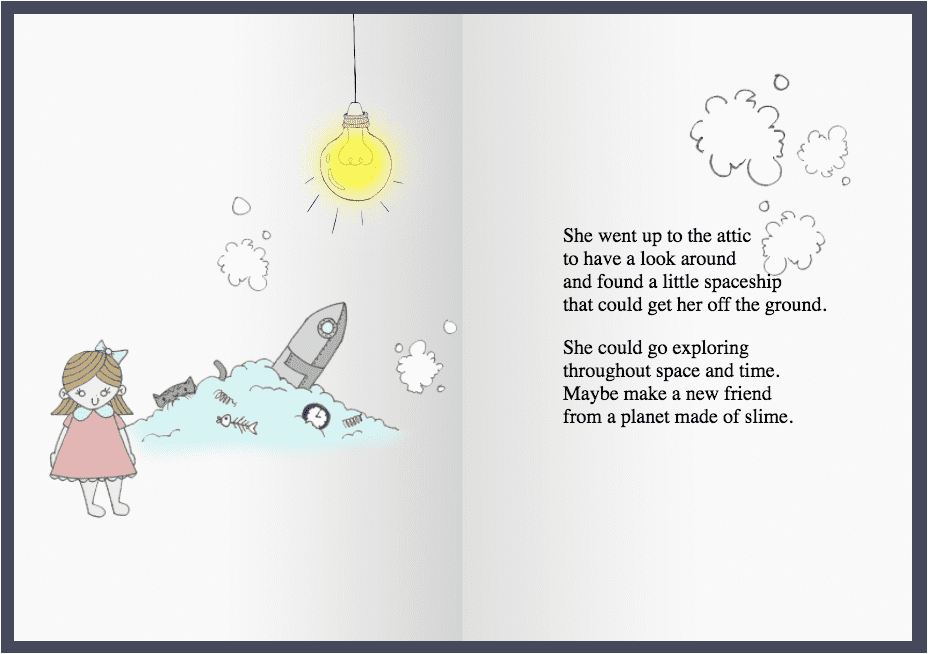 She went up to the attic
to have a look around
and found a little spaceship
that could get her off the ground.
She could go exploring
throughout space and time.
Maybe make a new friend
from a planet made of slime.